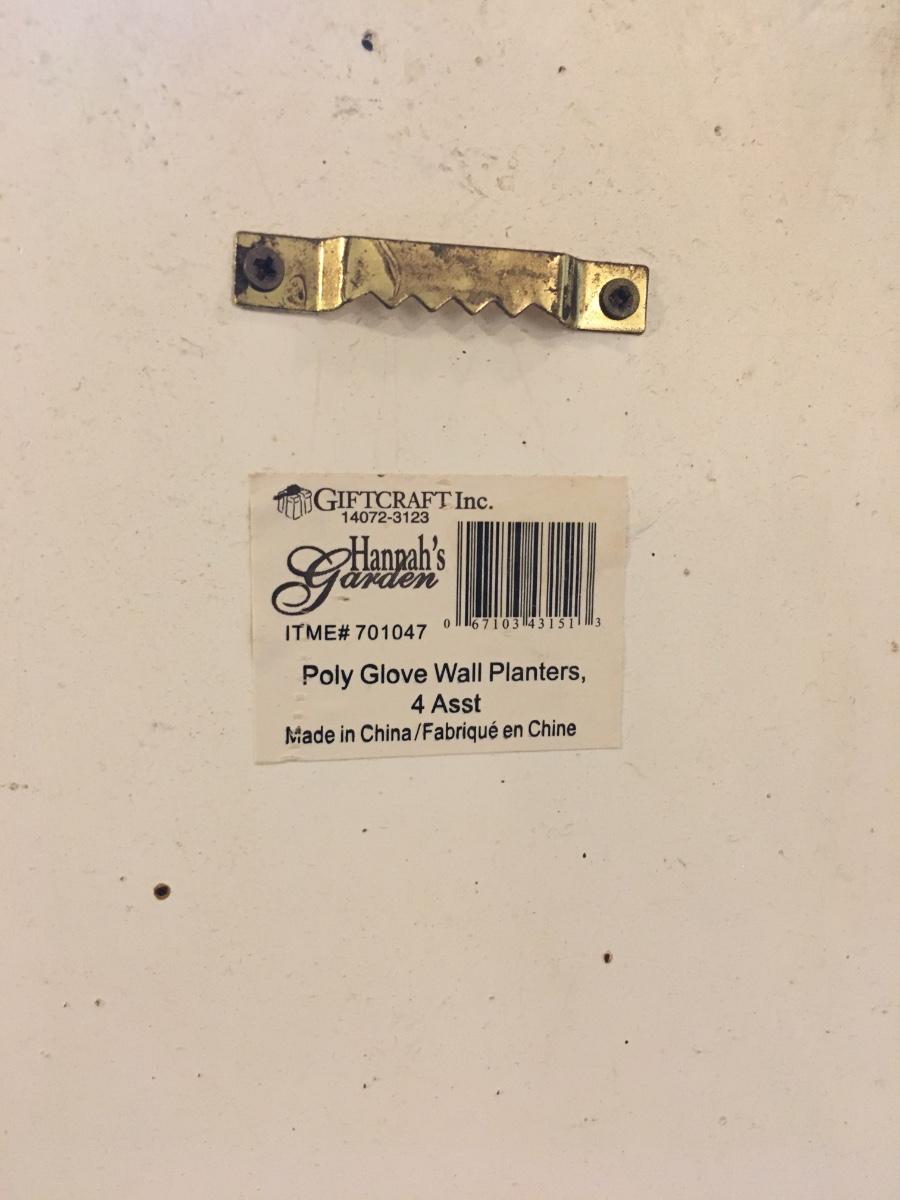 GIFTCRAFT Inc.
14072-3123
Hannah's
Garden
0 67103 43151 3
ITME# 701047
Poly Glove Wall Planters,
4 Asst
Made in China/Fabriqué en Chine